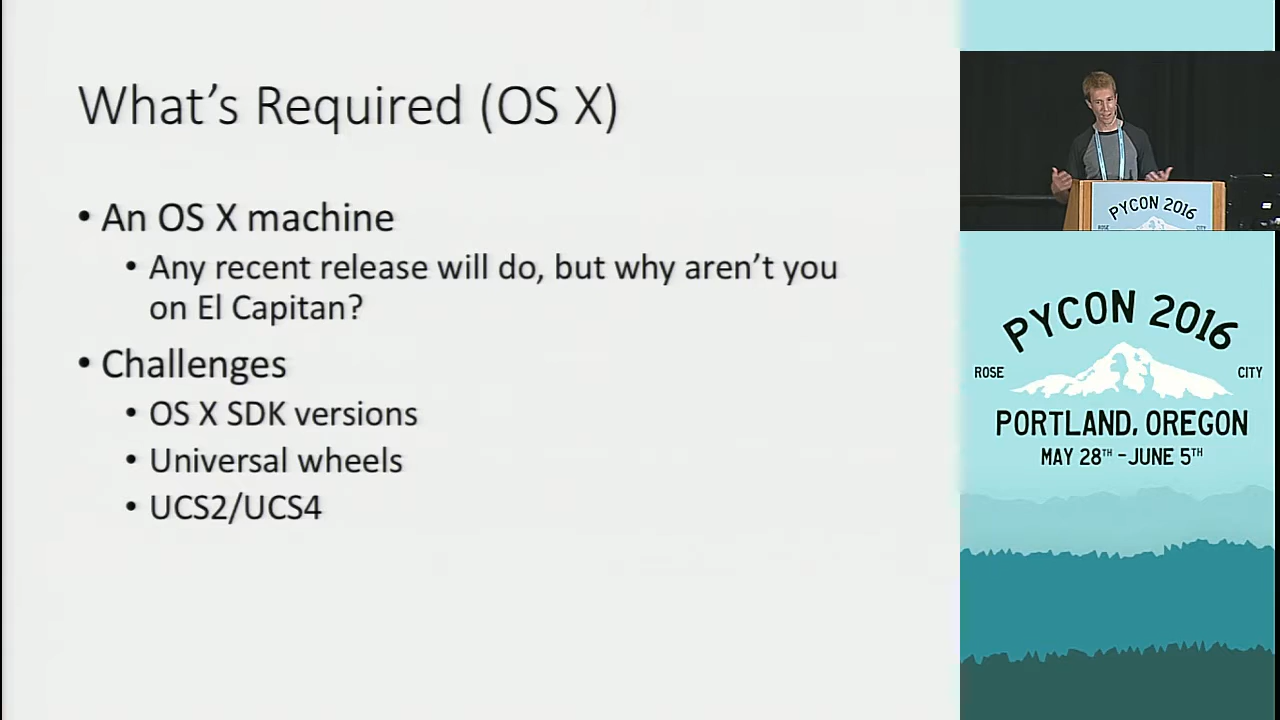 What's Required (OS X)
• An OS X machine
• Any recent release will do, but why aren't you
on El Capitan?
• Challenges
• OS X SDK versions
• Universal wheels
• UCS2/UCS4
PYCON 2016
ROSE CITY
PYCON 2016
ROSE CITY
PORTLAND, OREGON
MAY 28TH - JUNE 5TH